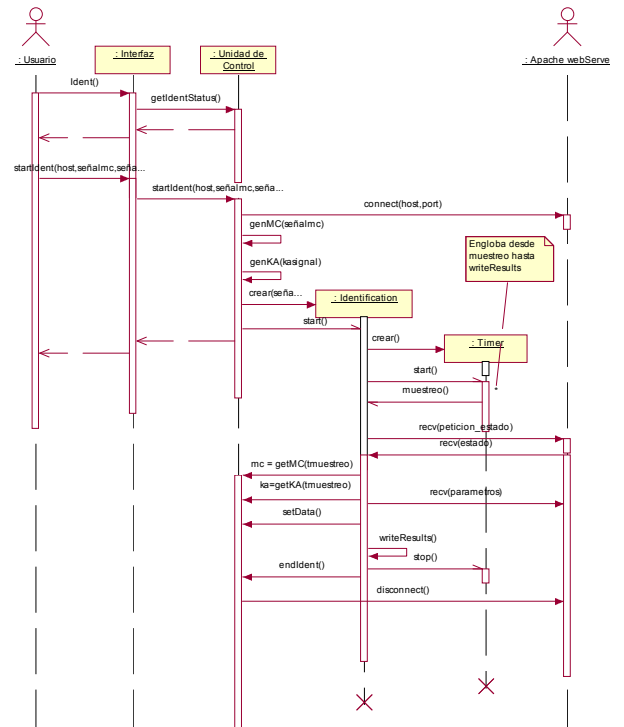 : Usuario
: Interfaz
: Unidad de
Control
: Apache webServe
Ident()
getIdentStatus()
startIdent(host,señalmc,seña...
startIdent(host,señalmc,seña...
connect(host,port)
genMC(señalmc)
Engloba desde
muestreo hasta
writeResults
genKA(kasignal)
crear(seña...
: Identification
start()
crear()
: Timer
start()
muestreo()
*
recv(peticion_estado)
recv(estado)
mc = getMC(tmuestreo)
ka=getKA(tmuestreo)
recv(parametros)
setData()
writeResults()
stop()
endIdent()
disconnect()